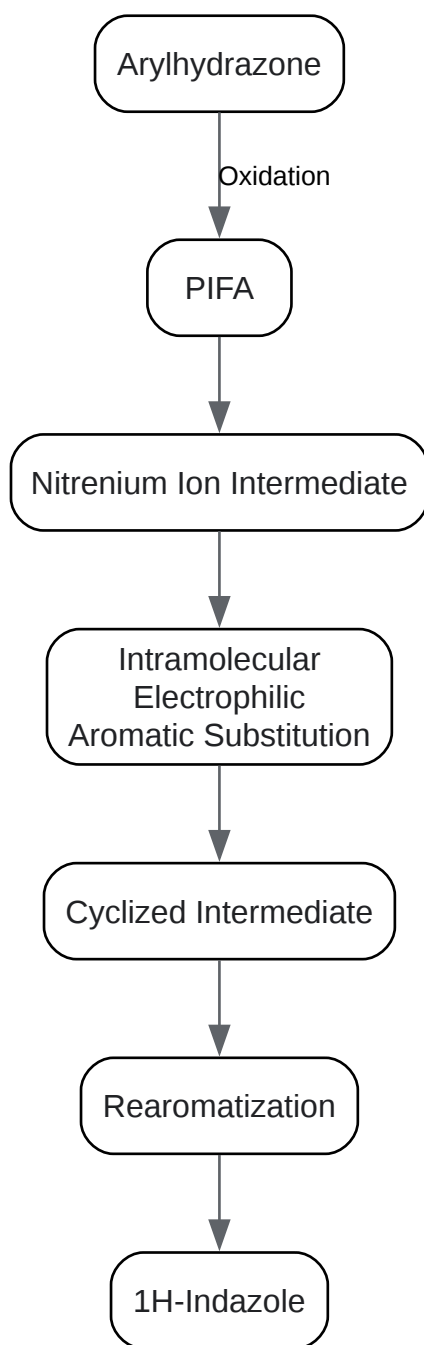 Arylhydrazone
Oxidation
PIFA
Nitrenium Ion Intermediate
Intramolecular
Electrophilic
Aromatic Substitution
Cyclized Intermediate
Rearomatization
1H-Indazole